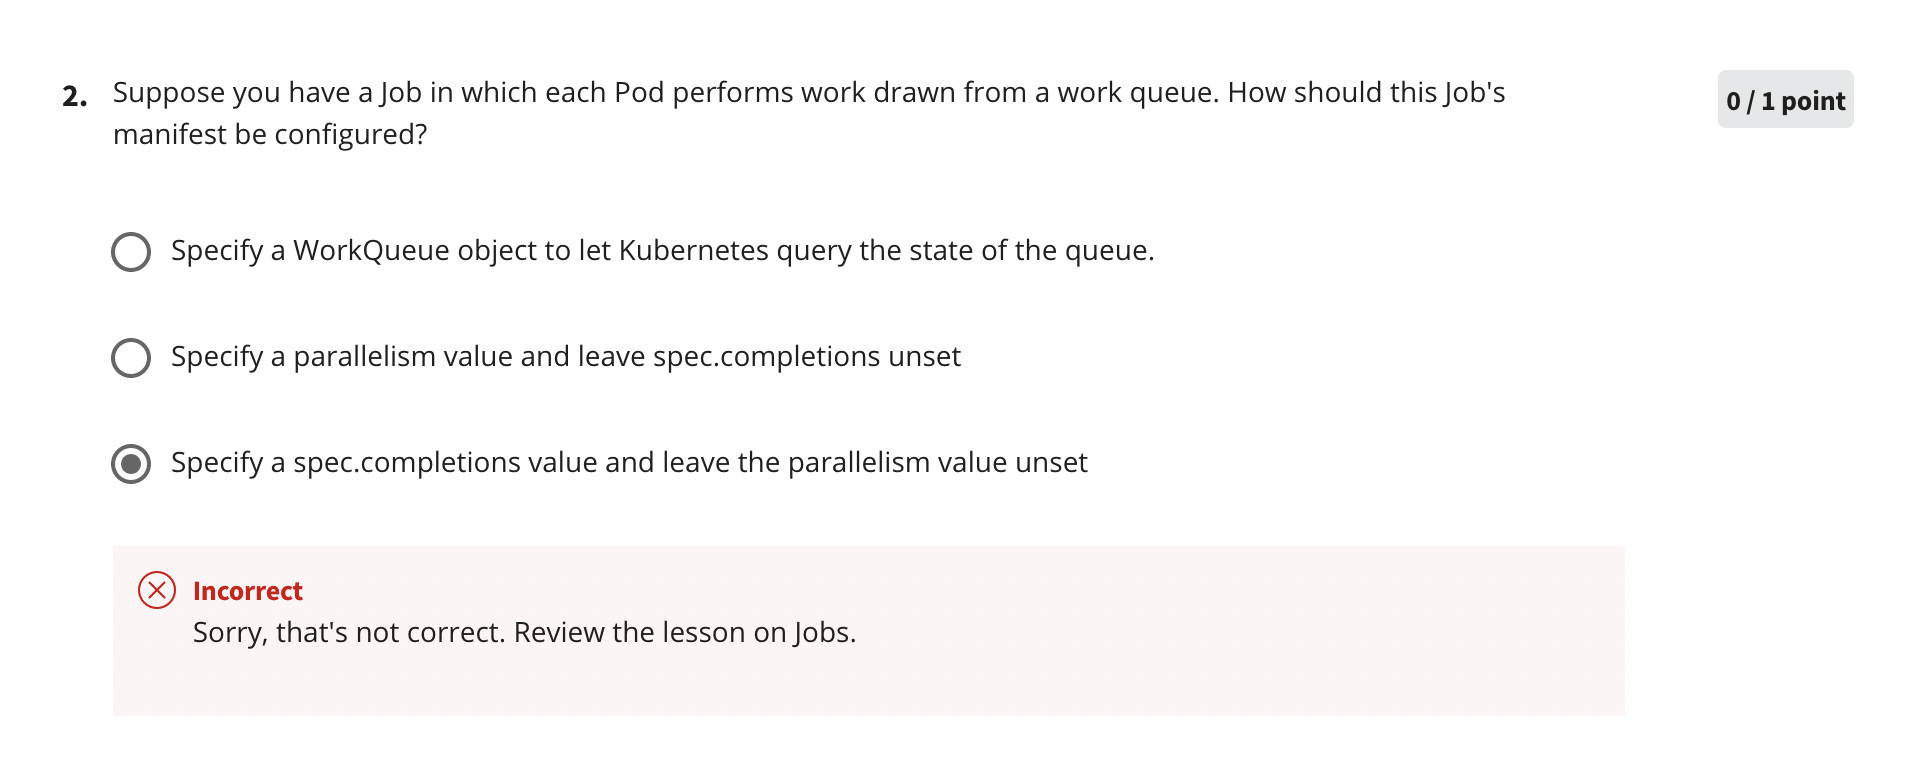 2. Suppose you have a Job in which each Pod performs work drawn from a work queue. How should this Job's
0 / 1 point
manifest be configured?
Specify a WorkQueue object to let Kubernetes query the state of the queue.
Specify a parallelism value and leave spec.completions unset
Specify a spec.completions value and leave the parallelism value unset
Incorrect
Sorry, that's not correct. Review the lesson on Jobs.